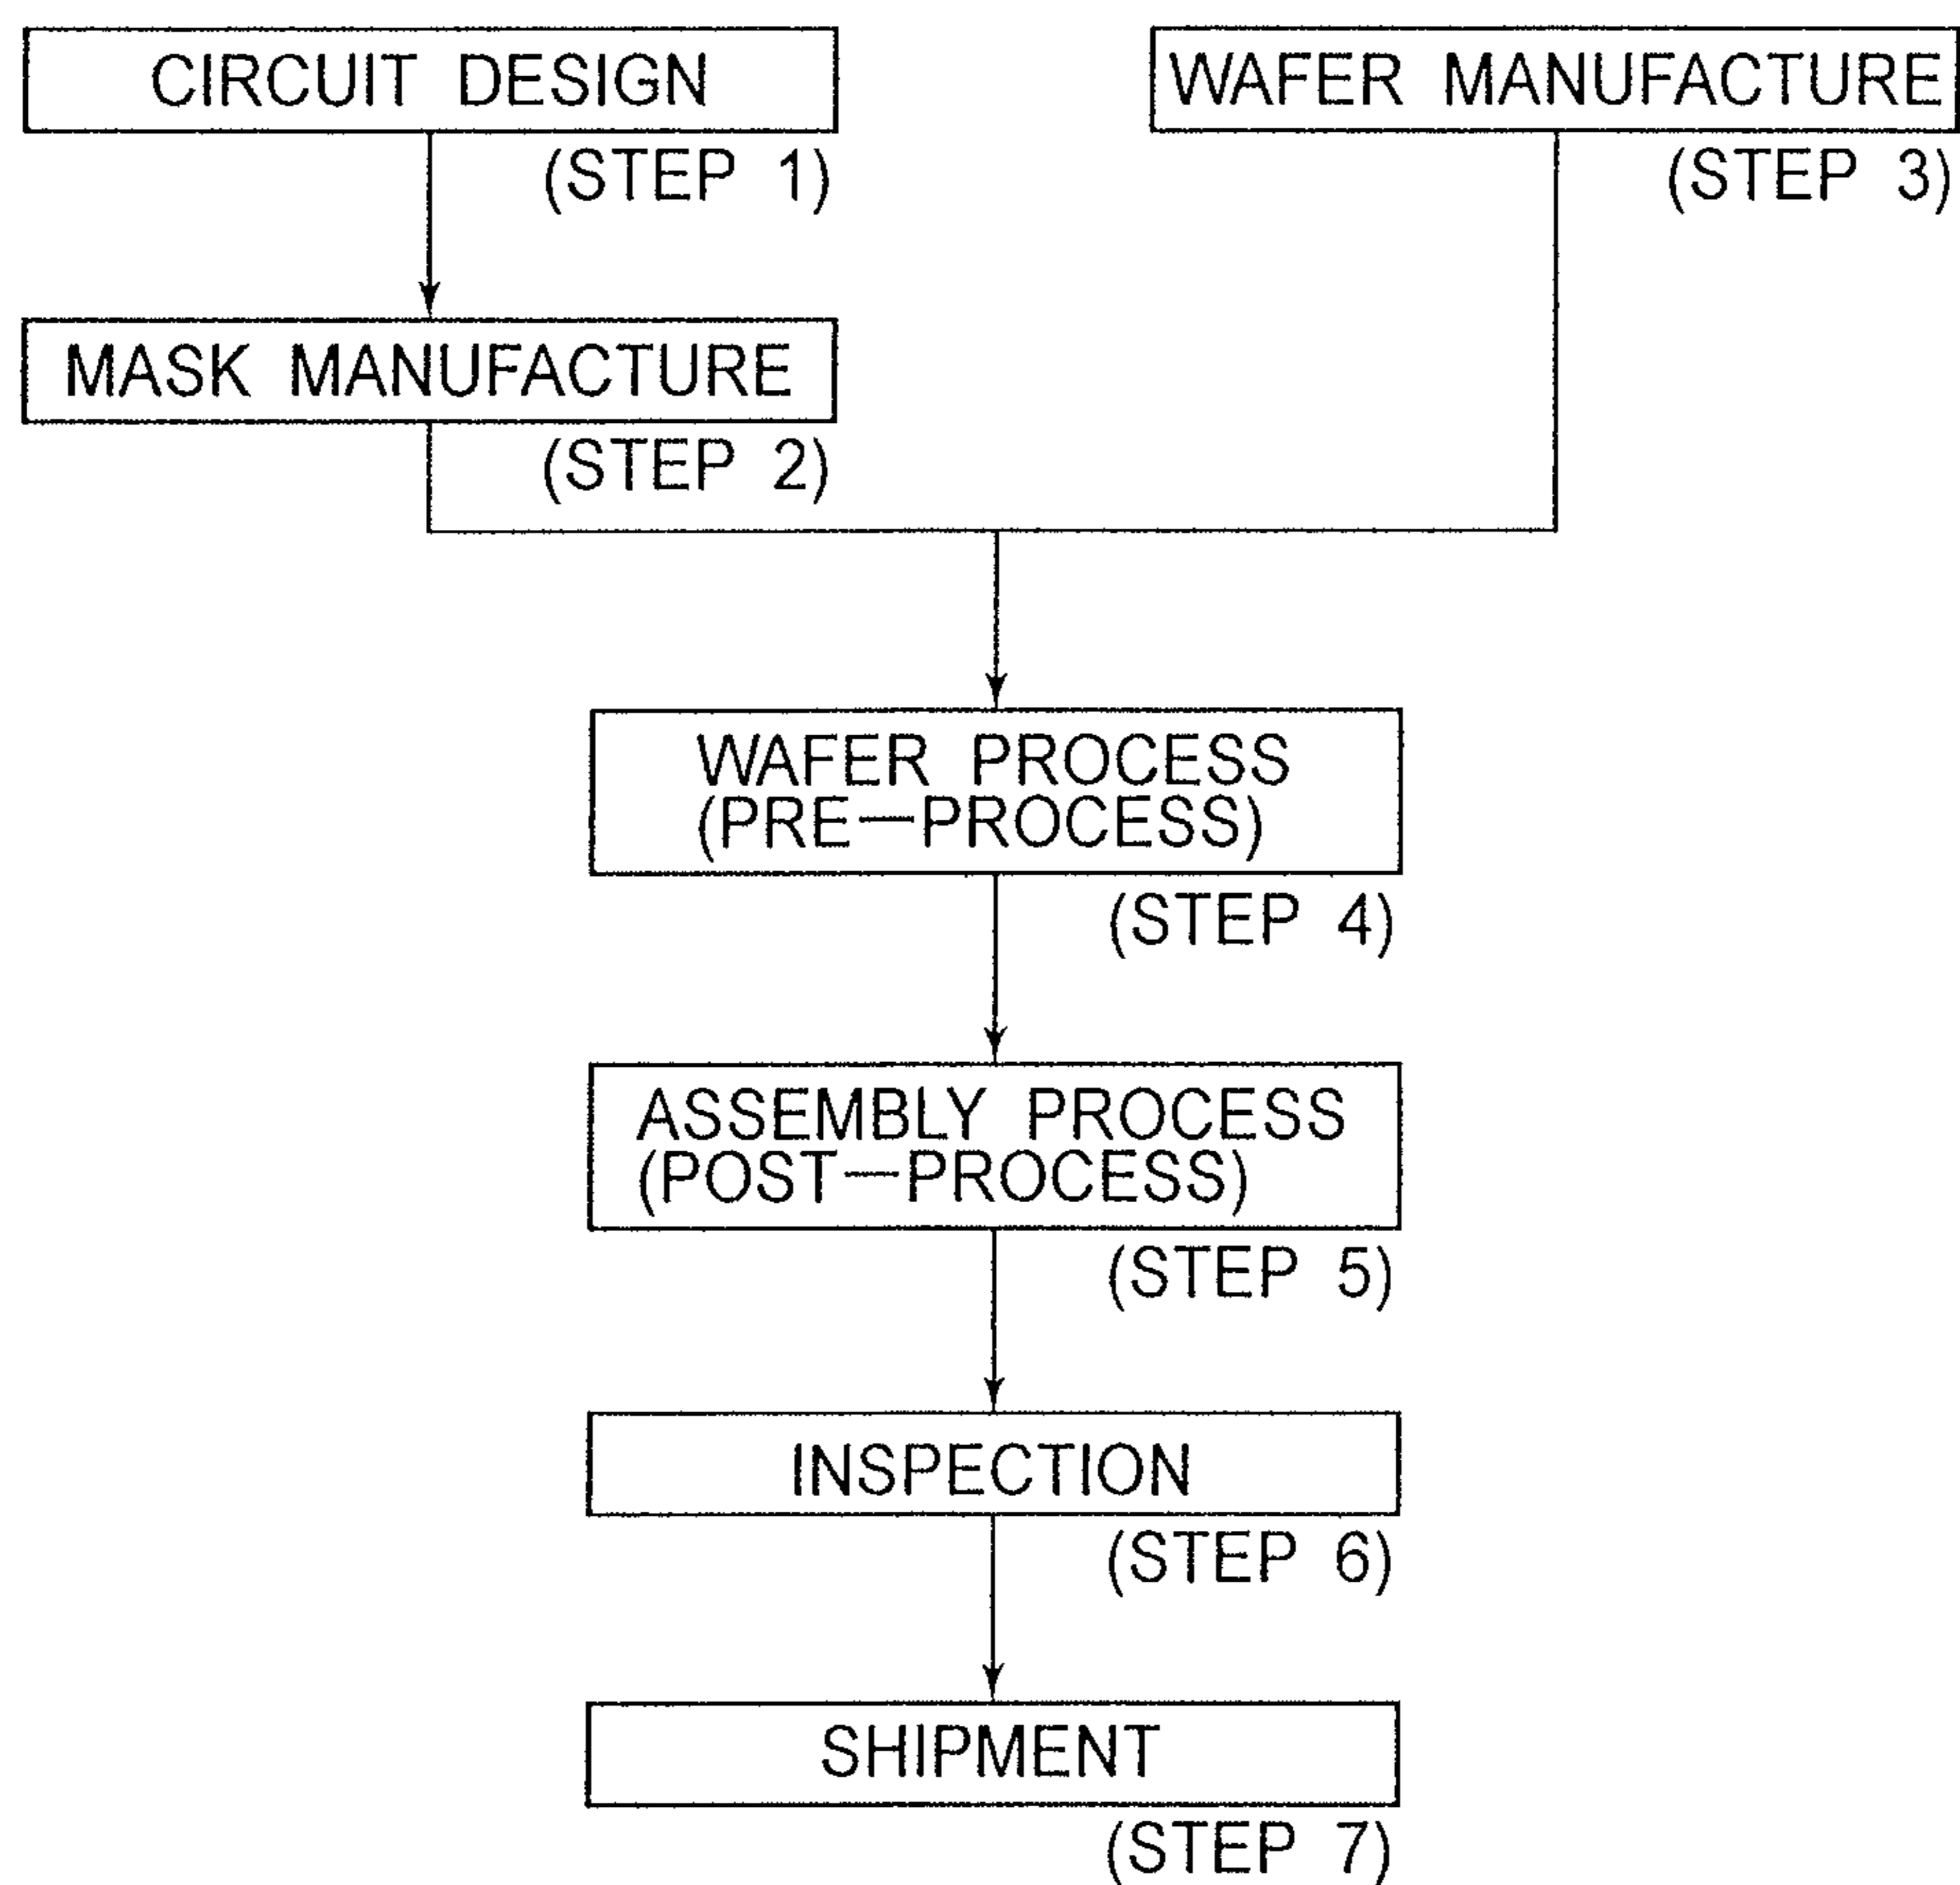 CIRCUIT DESIGN
(STEP 1)
WAFER MANUFACTURE
(STEP 3)
MASK MANUFACTURE
(STEP 2)
WAFER PROCESS
(PRE—PROCESS)
(STEP 4)
ASSEMBLY PROCESS
(POST—PROCESS)
(STEP 5)
INSPECTION
(STEP 6)
SHIPMENT
(STEP 7)